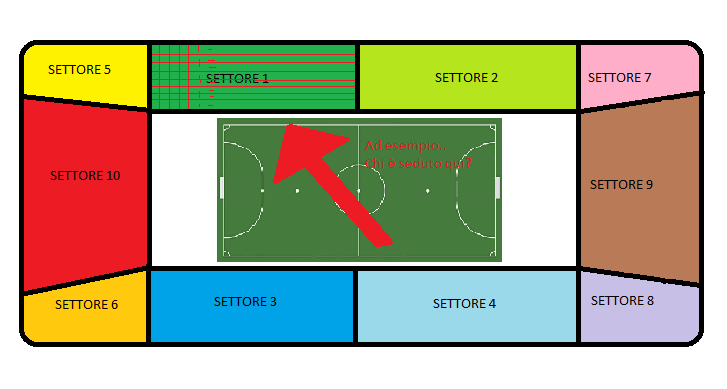 SETTORE 5
SETTORE 1
SETTORE 2
SETTORE 7
Ad esempio..
Chi è seduto qui?
SETTORE 10
SETTORE 9
SETTORE 6
SETTORE 3
SETTORE 4
SETTORE 8